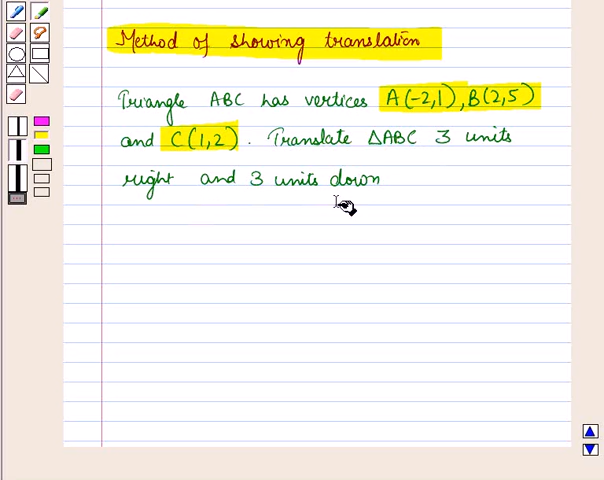 Method of showing translation
Triangle ABC has vertices A(-2,1), B(2,5)
and C(1,2). Translate ΔABC 3 units
right and 3 units down